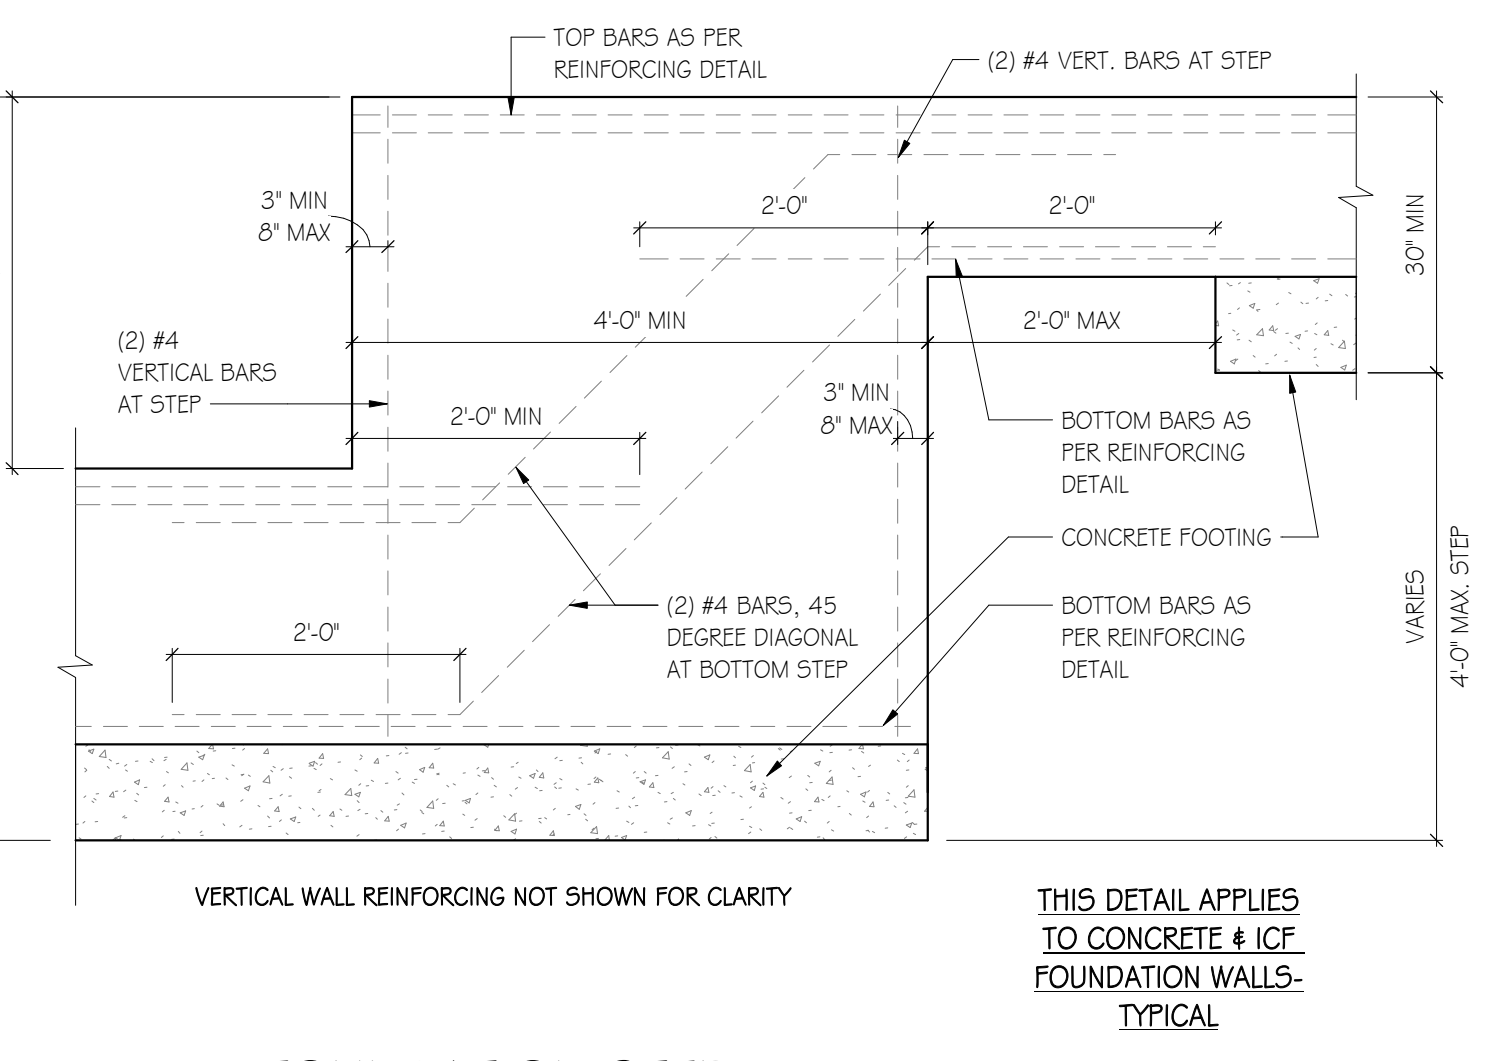 TOP BARS AS PER
REINFORCING DETAIL
(2) #4 VERT. BARS AT STEP
3" MIN
8" MAX
2'-0"
2'-0"
30" MIN
(2) #4
VERTICAL BARS
AT STEP
4'-0" MIN
2'-0" MAX
2'-0" MIN
3" MIN
8" MAX
BOTTOM BARS AS
PER REINFORCING
DETAIL
CONCRETE FOOTING
2'-0"
(2) #4 BARS, 45
DEGREE DIAGONAL
AT BOTTOM STEP
BOTTOM BARS AS
PER REINFORCING
DETAIL
VARIES
4'-0" MAX. STEP
VERTICAL WALL REINFORCING NOT SHOWN FOR CLARITY
THIS DETAIL APPLIES
TO CONCRETE & ICF
FOUNDATION WALLS-
TYPICAL